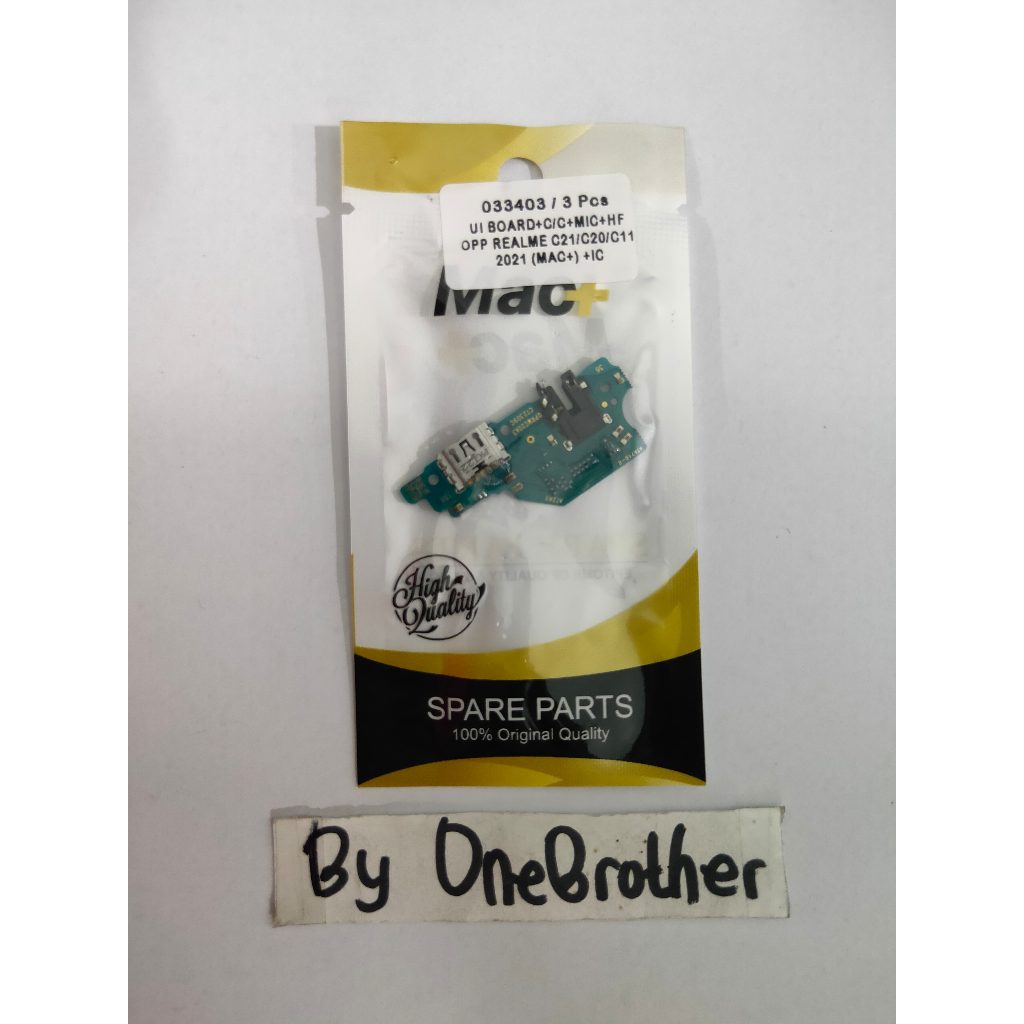 033403 / 3 Pcs
UI BOARD+C/C+MIC+HF
OPP REALME C21/C20/C11
2021 (MAC+) +IC
Mac+
High
Quality
SPARE PARTS
100% Original Quality
By OneBrother